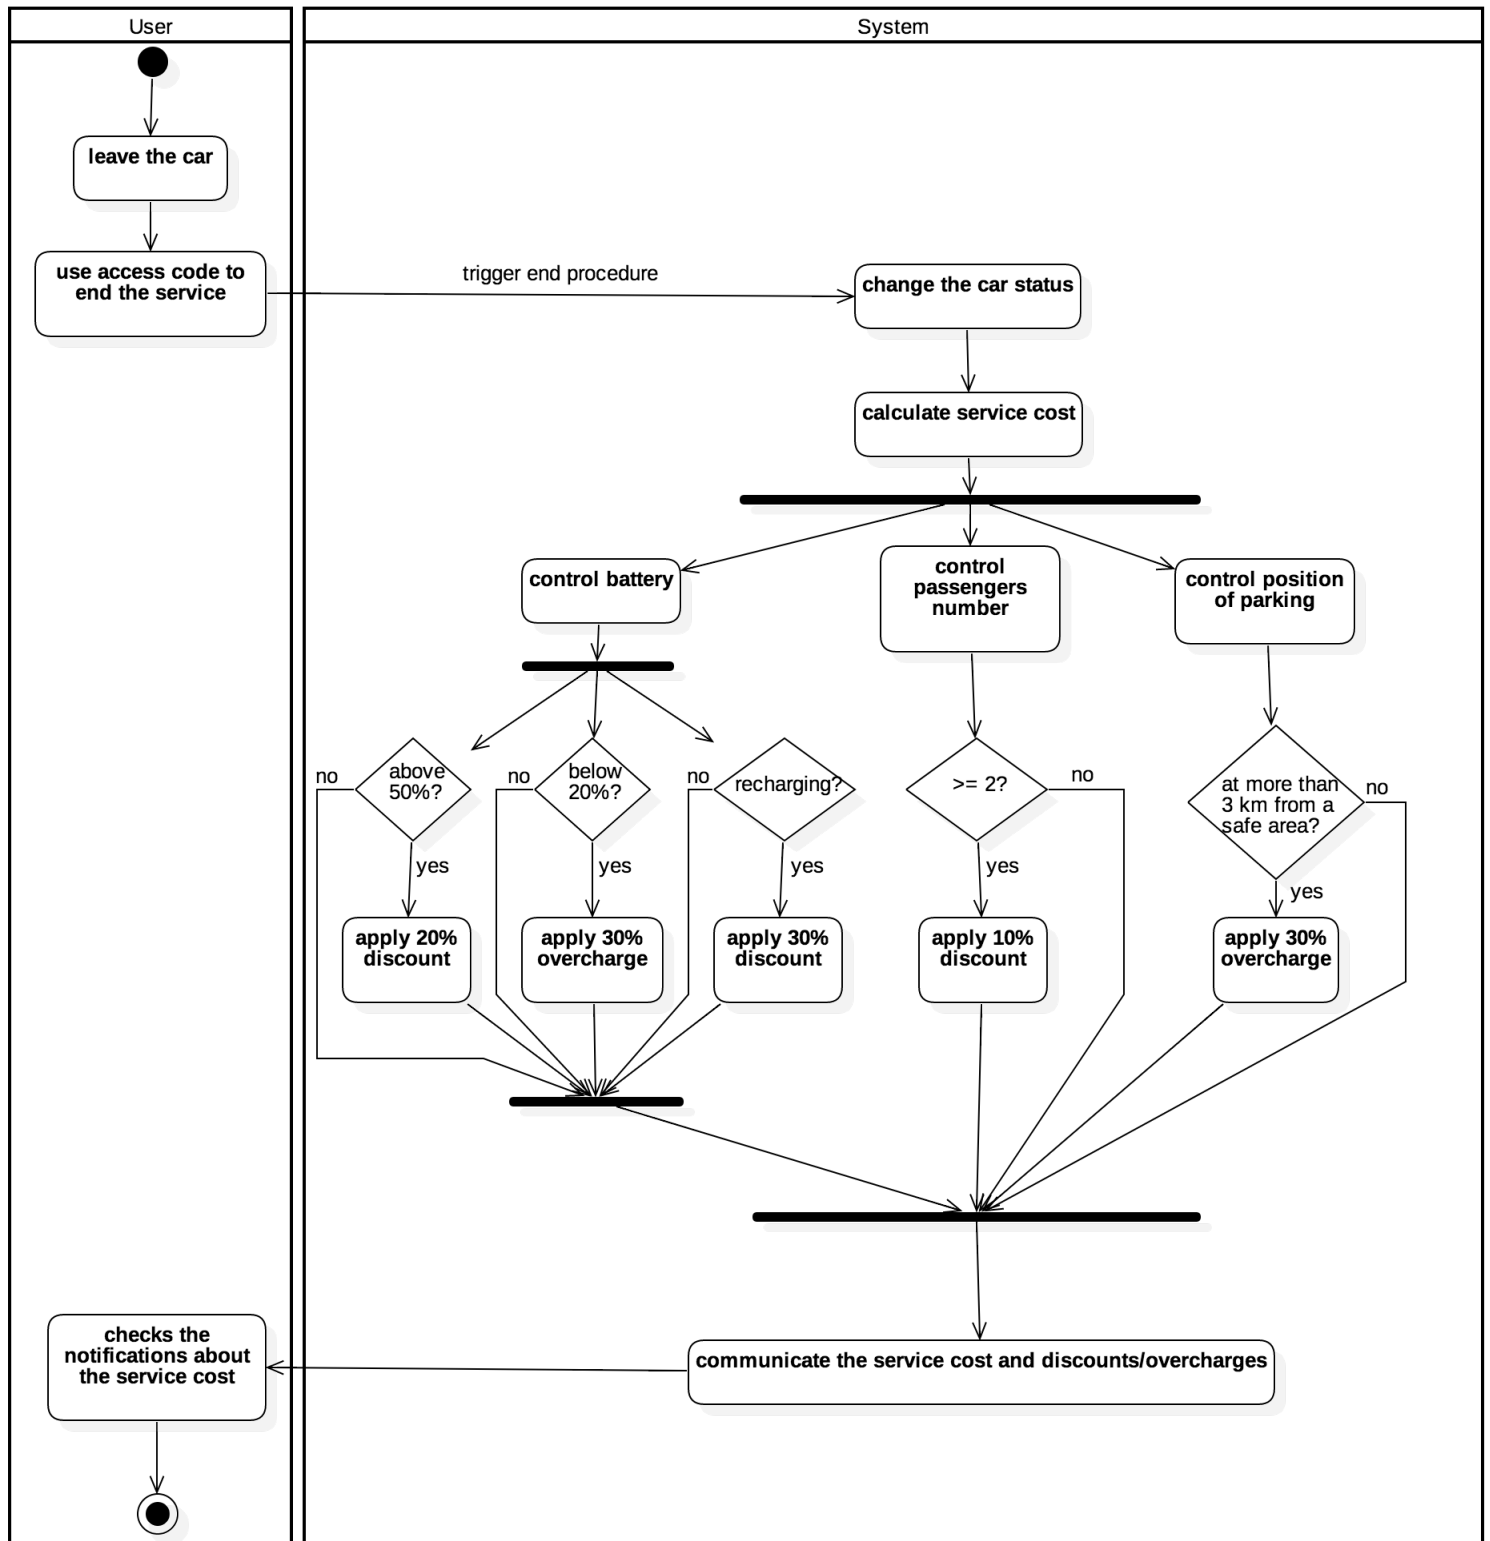 User
System
leave the car
use access code to
end the service
trigger end procedure
change the car status
calculate service cost
control battery
control
passengers
number
control position
of parking
no
above
50%?
no
below
20%?
no
recharging?
>= 2?
no
at more than
3 km from a
safe area?
no
yes
yes
yes
yes
yes
apply 20%
discount
apply 30%
overcharge
apply 30%
discount
apply 10%
discount
apply 30%
overcharge
checks the
notifications about
the service cost
communicate the service cost and discounts/overcharges